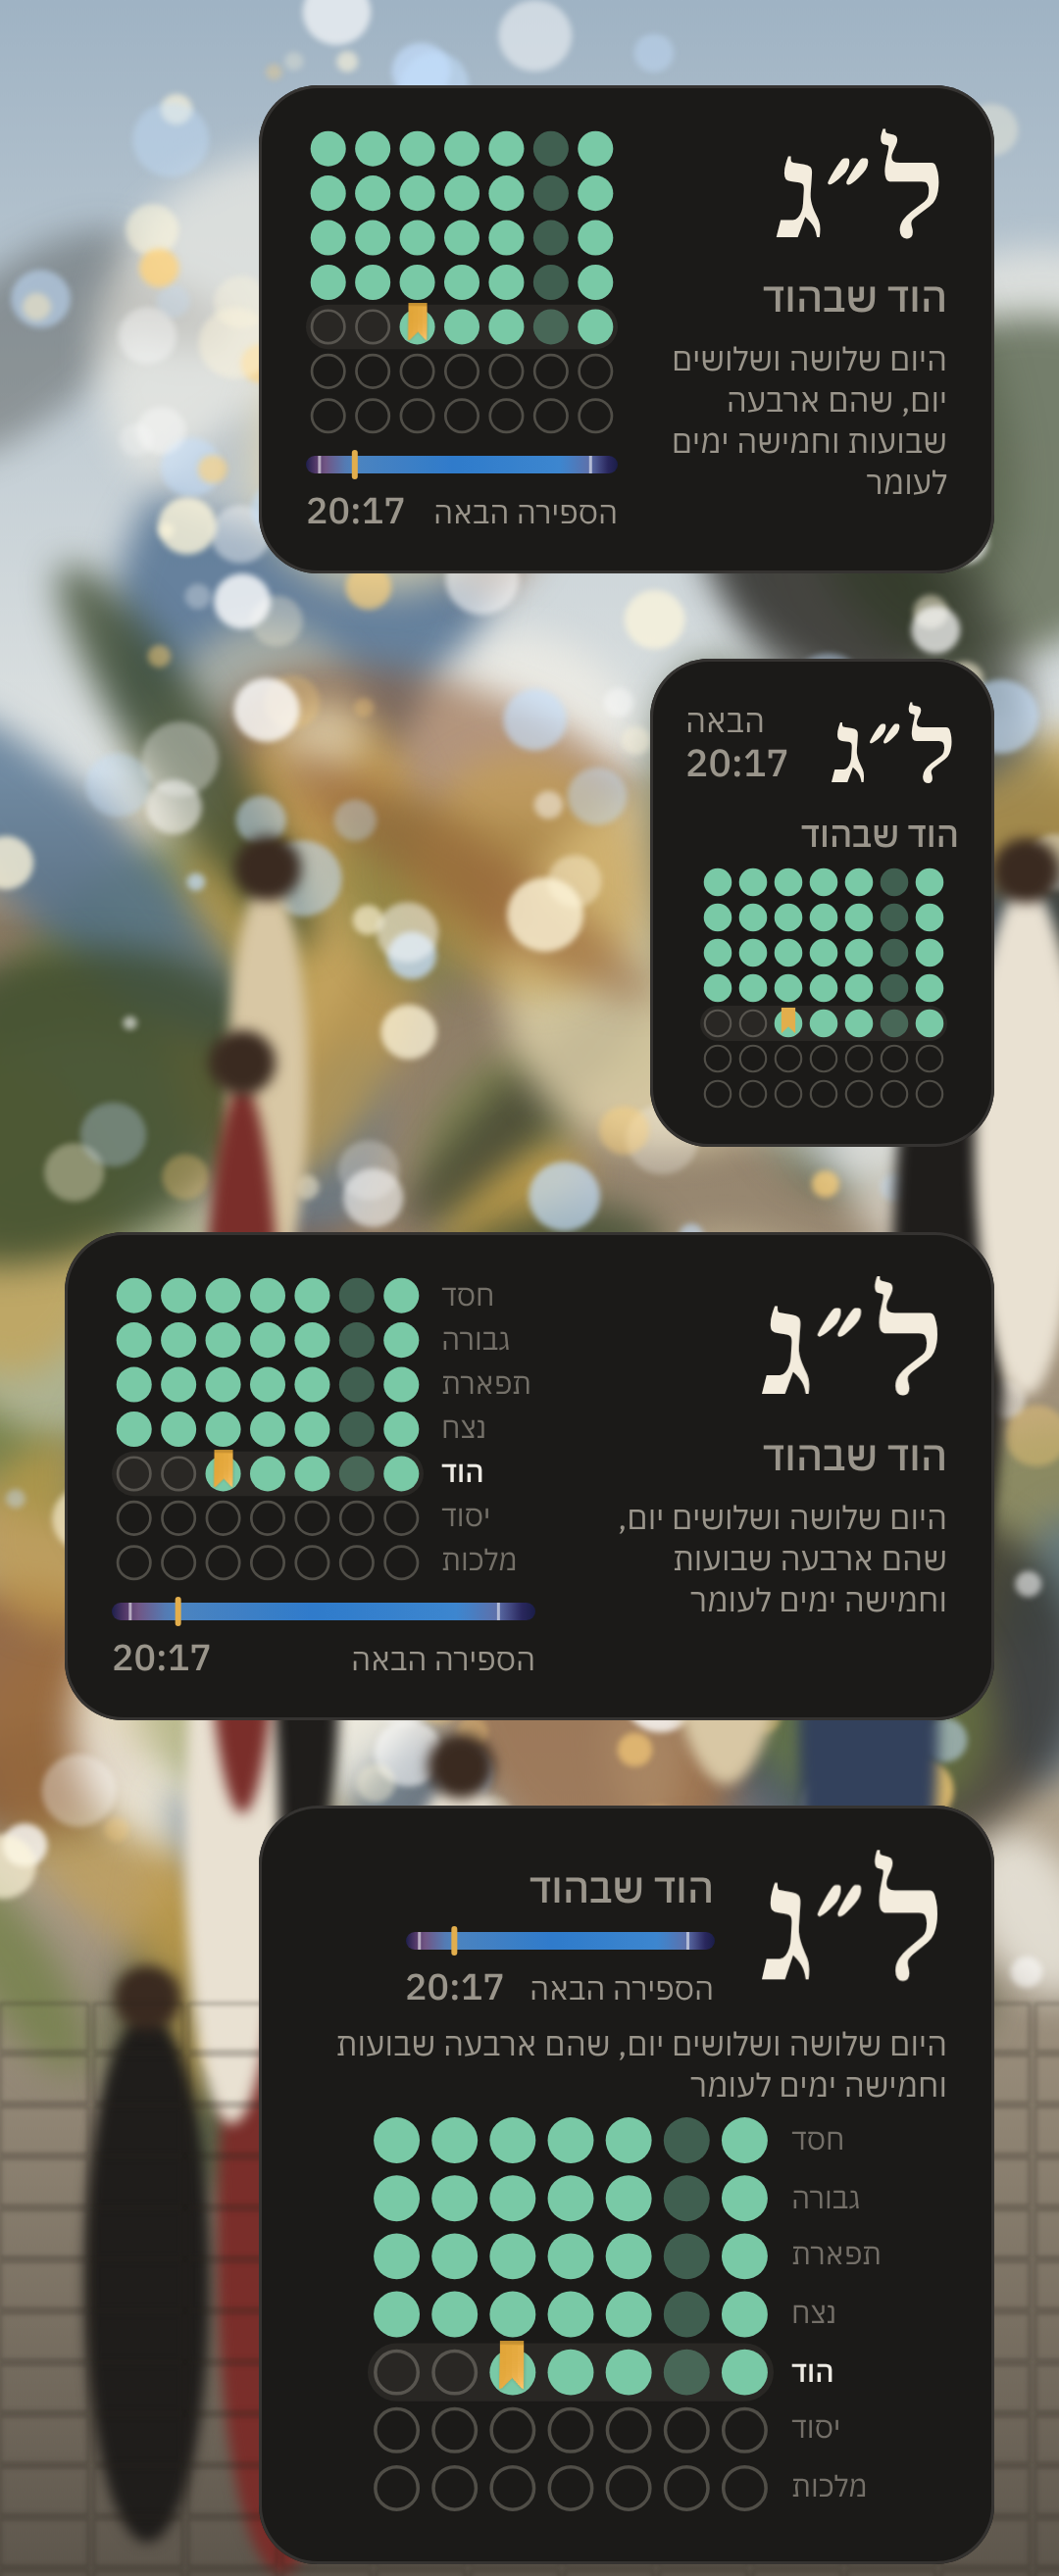 ל״ג
הוד שבהוד
היום שלושה ושלושים
יום, שהם ארבעה
שבועות וחמישה ימים
לעומר
הספירה הבאה 20:17
ל״ג
הבאה
20:17
הוד שבהוד
ל״ג
הוד שבהוד
היום שלושה ושלושים יום,
שהם ארבעה שבועות
וחמישה ימים לעומר
חסד
גבורה
תפארת
נצח
הוד
יסוד
מלכות
הספירה הבאה 20:17
ל״ג
הוד שבהוד
הספירה הבאה 20:17
היום שלושה ושלושים יום, שהם ארבעה שבועות
וחמישה ימים לעומר
חסד
גבורה
תפארת
נצח
הוד
יסוד
מלכות